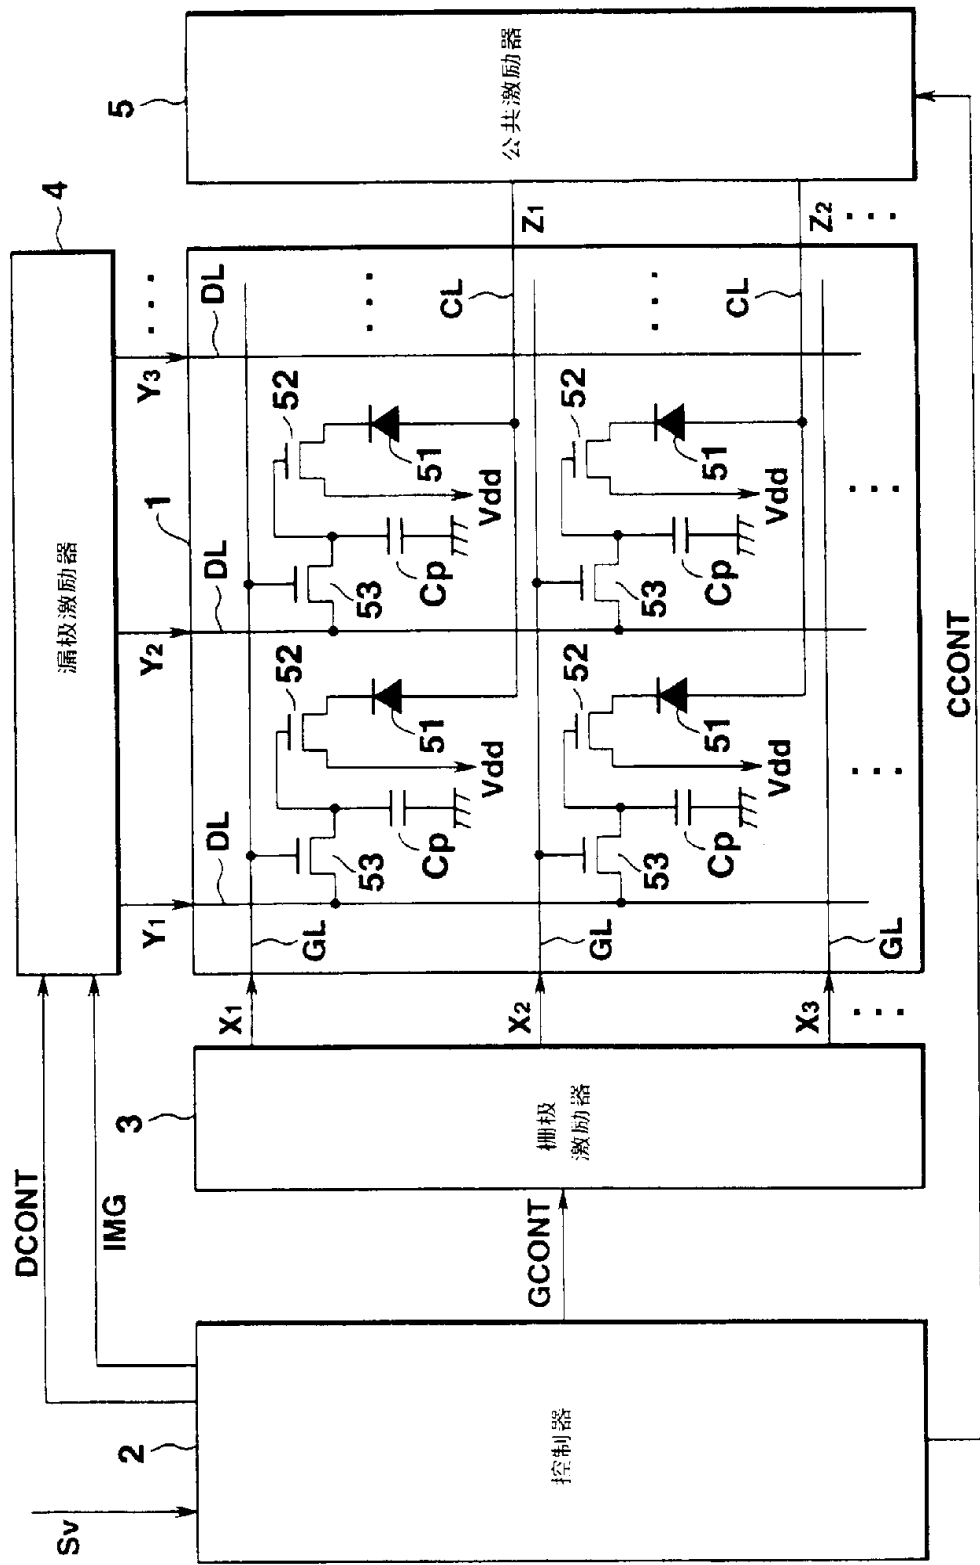 4
漏极激励器
DCONT
IMG
Y1
Y2
Y3
...
DL
DL
DL
1
5
公共激励器
Z1
Z2
...
CL
CL
3
栅极
激励器
X1
X2
X3
...
GL
GL
GL
53
Cp
52
51
Vdd
53
Cp
52
51
Vdd
...
53
Cp
52
51
Vdd
53
Cp
52
51
Vdd
...
...
...
Sv
2
控制器
GCONT
CCONT